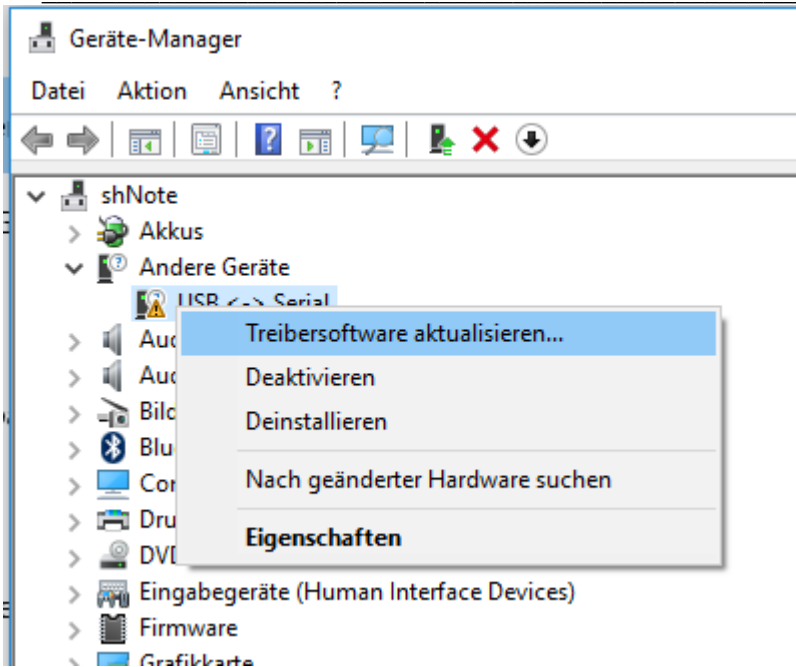 Geräte-Manager
Datei Aktion Ansicht ?
shNote
Akkus
Andere Geräte
USB <-> Serial
Treibersoftware aktualisieren...
Deaktivieren
Deinstallieren
Nach geänderter Hardware suchen
Eigenschaften
Eingabegeräte (Human Interface Devices)
Firmware
Grafikkarte